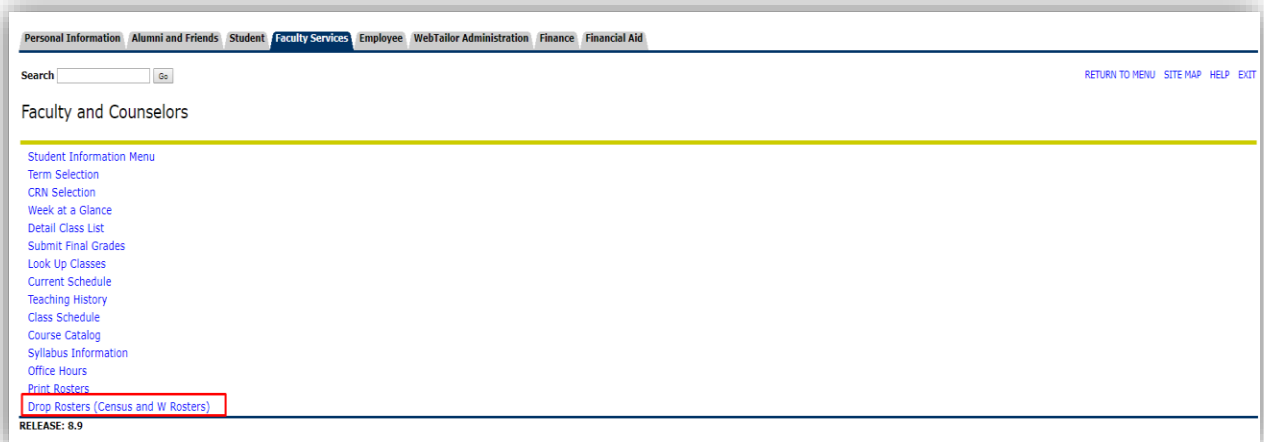 Personal Information Alumni and Friends Student Faculty Services Employee WebTailor Administration Finance Financial Aid
Search Go RETURN TO MENU SITE MAP HELP EXIT
Faculty and Counselors
Student Information Menu
Term Selection
CRN Selection
Week at a Glance
Detail Class List
Submit Final Grades
Look Up Classes
Current Schedule
Teaching History
Class Schedule
Course Catalog
Syllabus Information
Office Hours
Print Rosters
Drop Rosters (Census and W Rosters)
RELEASE: 8.9